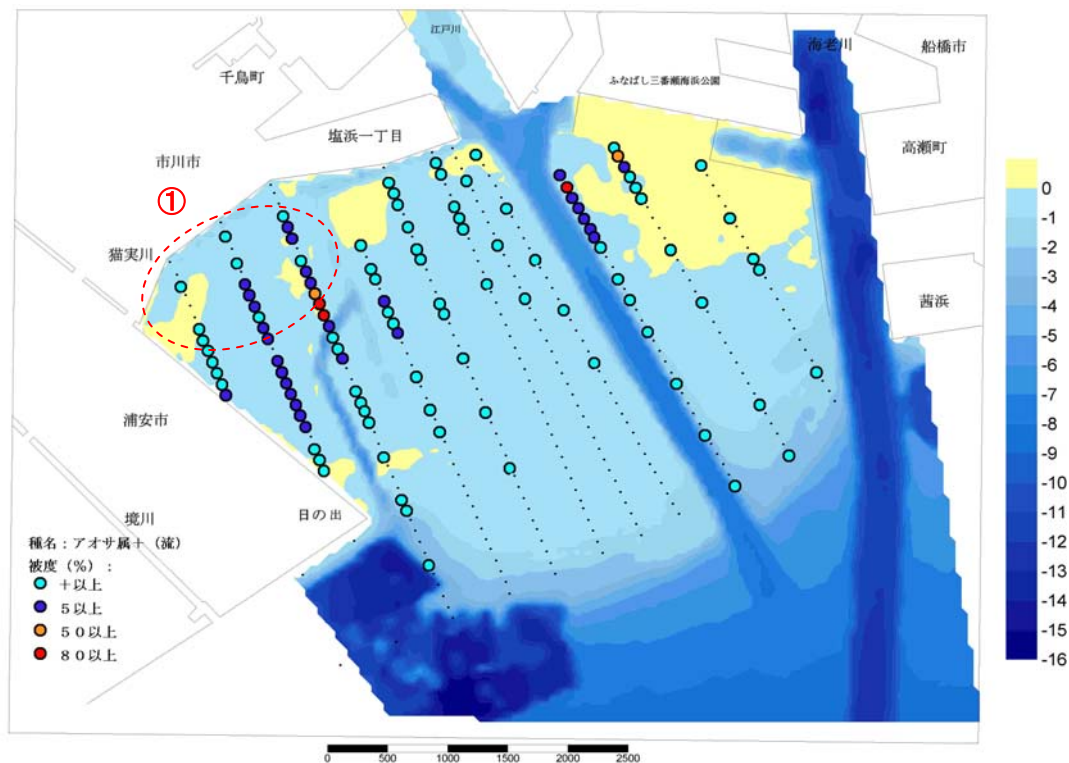 江戸川
海老川
船橋市
千鳥町
ふなばし三番瀬海浜公園
塩浜一丁目
高瀬町
市川市
①
猫実川
茜浜
浦安市
境川
日の出
種名：アオサ属＋（流）
被度（%）：
＋以上
5以上
50以上
80以上
0
-1
-2
-3
-4
-5
-6
-7
-8
-9
-10
-11
-12
-13
-14
-15
-16
0 500 1000 1500 2000 2500